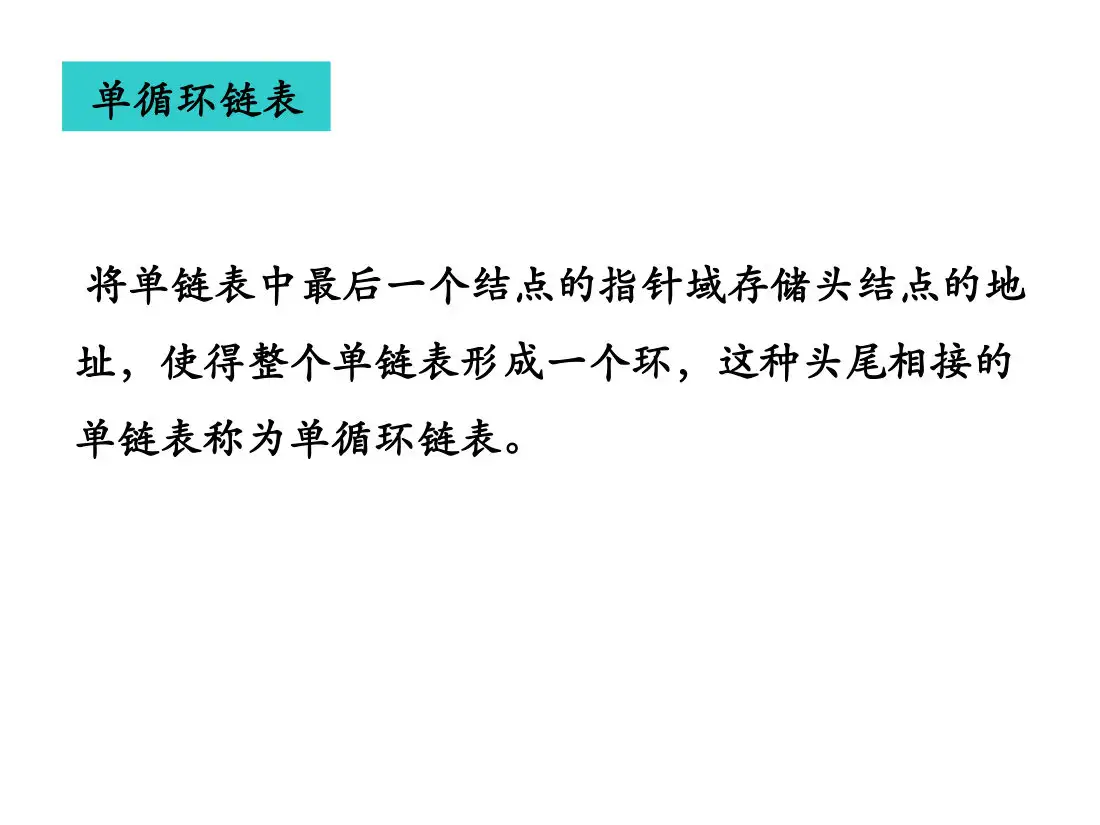 单循环链表
将单链表中最后一个结点的指针域存储头结点的地
址，使得整个单链表形成一个环，这种头尾相接的
单链表称为单循环链表。